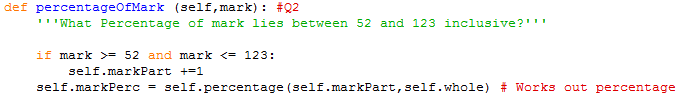 def percentageOfMark (self,mark): #Q2
    '''What Percentage of mark lies between 52 and 123 inclusive?'''
    if mark >= 52 and mark <= 123:
        self.markPart +=1
    self.markPerc = self.percentage(self.markPart,self.whole) # Works out percentage